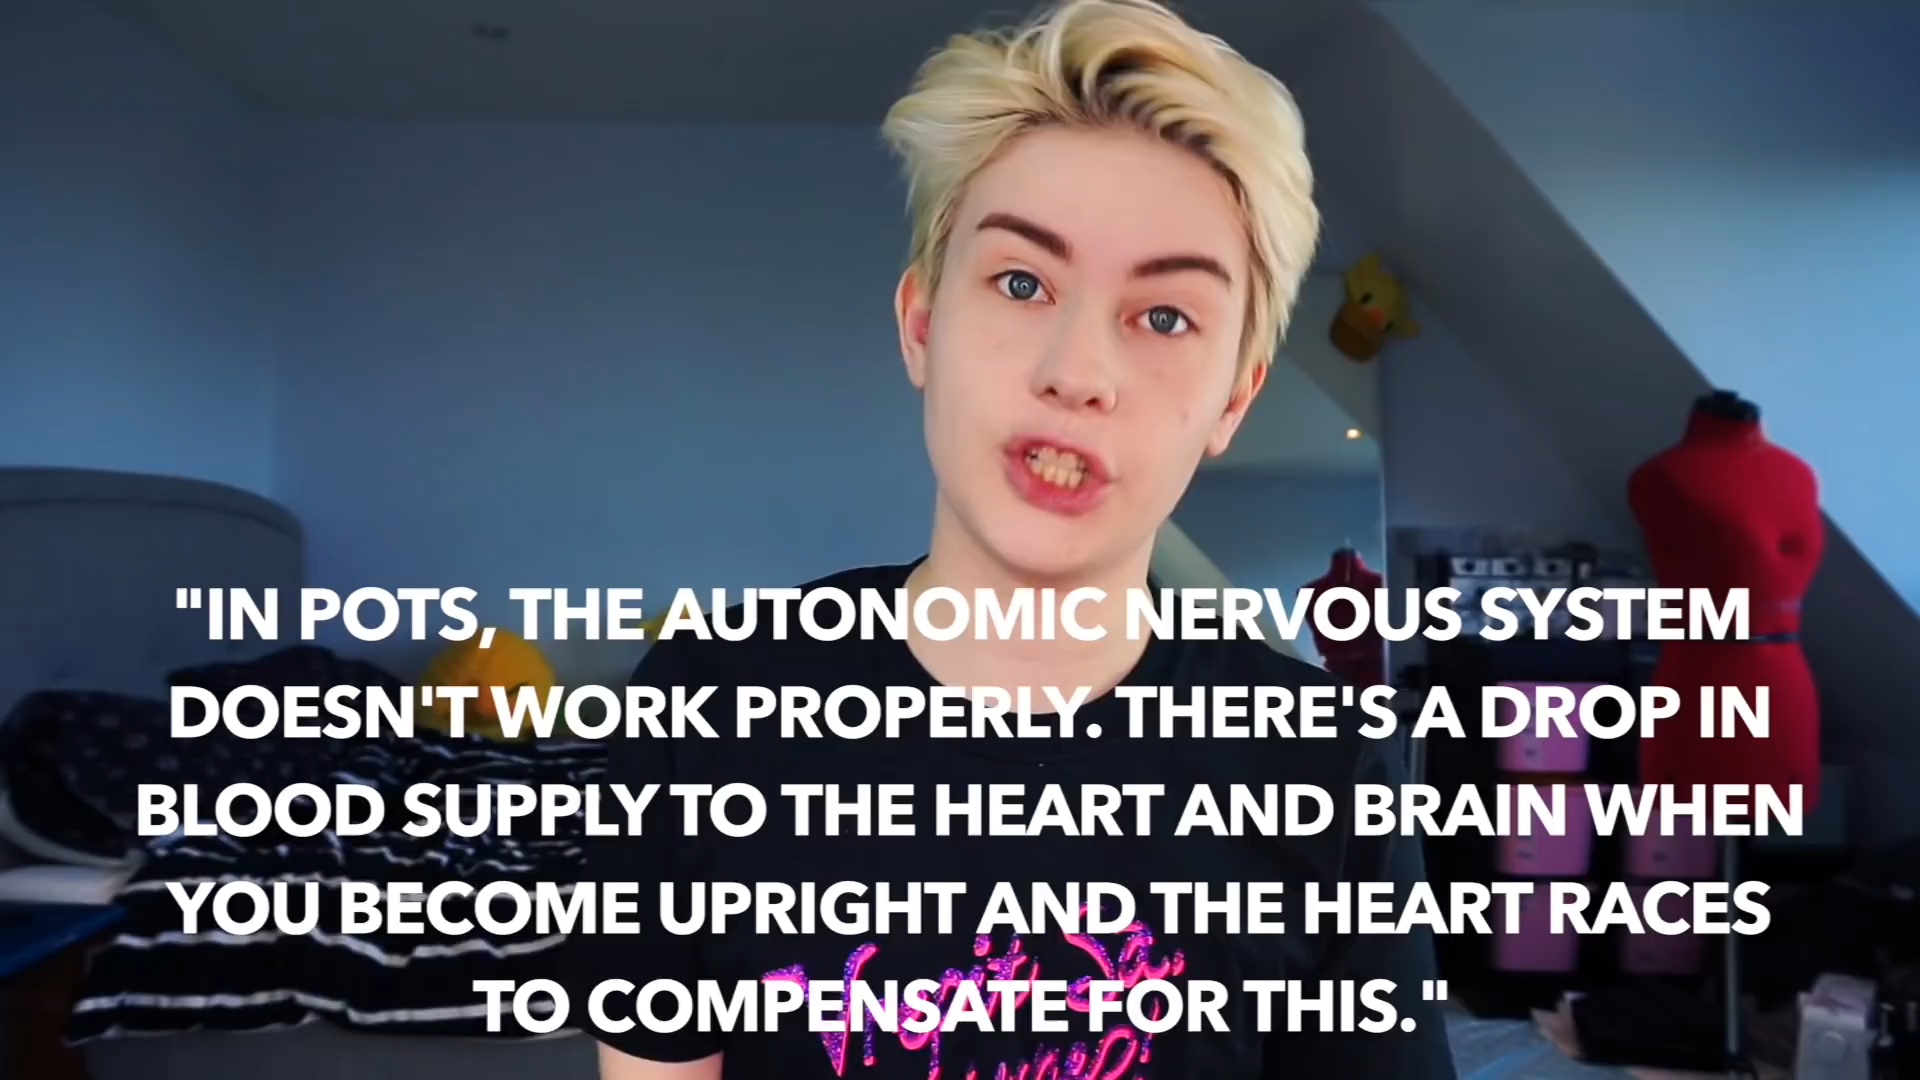 "IN POTS, THE AUTONOMIC NERVOUS SYSTEM
DOESN'T WORK PROPERLY. THERE'S A DROP IN
BLOOD SUPPLY TO THE HEART AND BRAIN WHEN
YOU BECOME UPRIGHT AND THE HEART RACES
TO COMPENSATE FOR THIS."